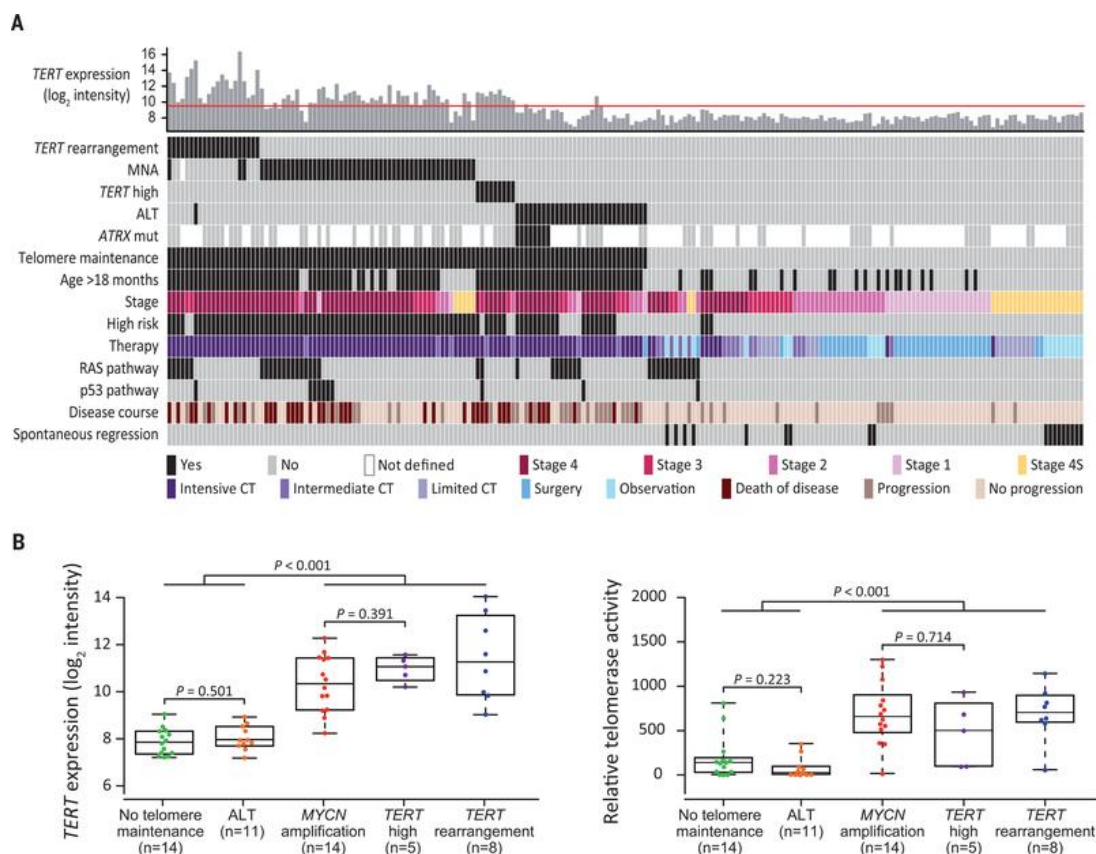 A
TERT expression
(log2 intensity)
16
14
12
10
8
TERT rearrangement
MNA
TERT high
ALT
ATRX mut
Telomere maintenance
Age >18 months
Stage
High risk
Therapy
RAS pathway
p53 pathway
Disease course
Spontaneous regression
Yes No Not defined Stage 4 Stage 3 Stage 2 Stage 1 Stage 4S
Intensive CT Intermediate CT Limited CT Surgery Observation Death of disease Progression No progression
B
TERT expression (log2 intensity)
14
12
10
8
6
P < 0.001
P = 0.391
P = 0.501
No telomere maintenance (n=14)
ALT (n=11)
MYCN amplification (n=14)
TERT high (n=5)
TERT rearrangement (n=8)
Relative telomerase activity
2000
1500
1000
500
0
P < 0.001
P = 0.714
P = 0.223
No telomere maintenance (n=14)
ALT (n=11)
MYCN amplification (n=14)
TERT high (n=5)
TERT rearrangement (n=8)